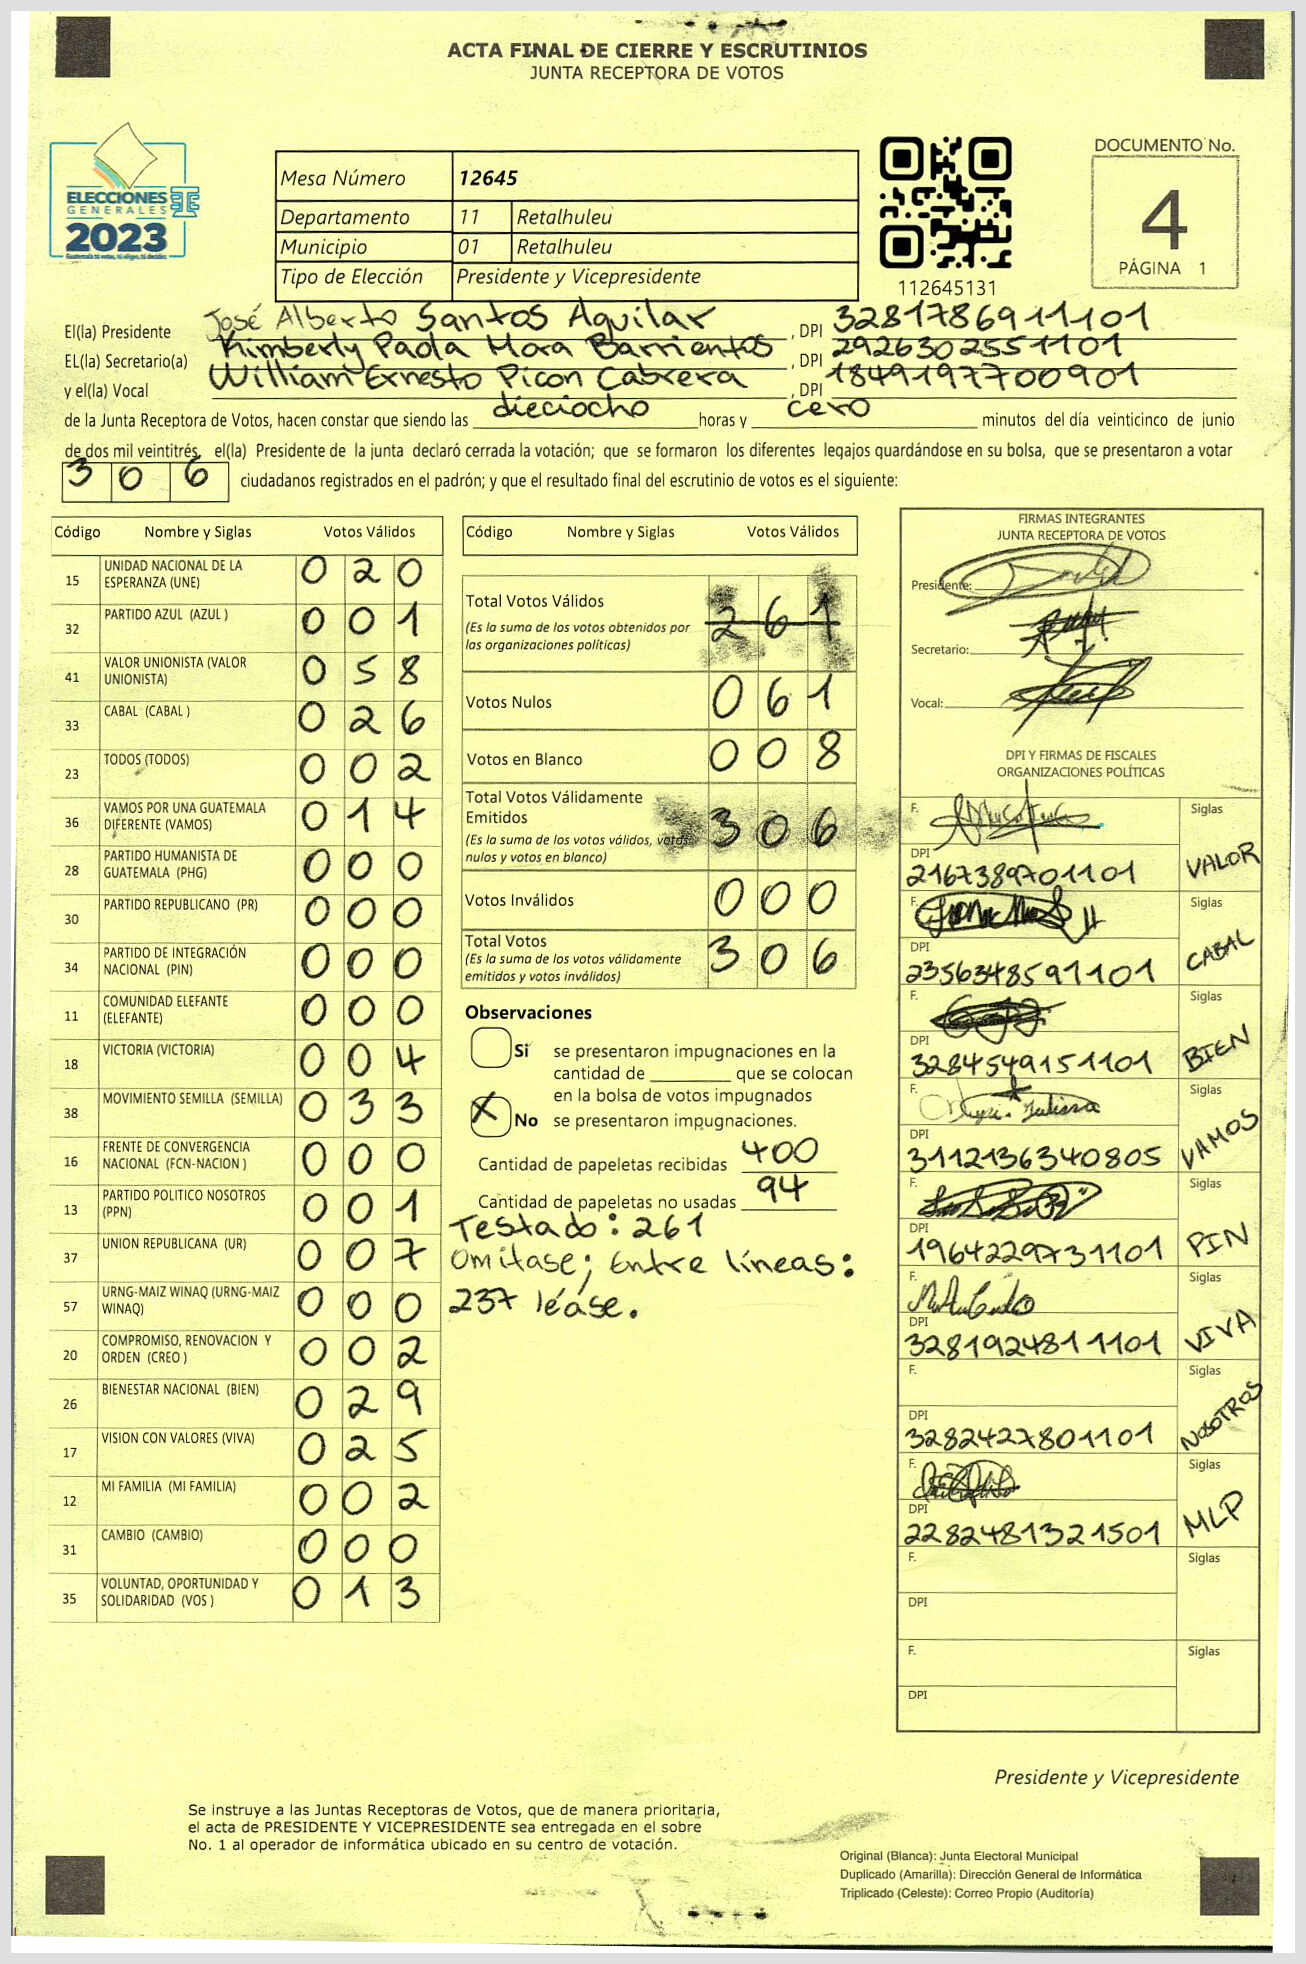 ACTA FINAL DE CIERRE Y ESCRUTINIOS
JUNTA RECEPTORA DE VOTOS
ELECCIONES
GENERALES
2023
Guatemala tú votas, tú eliges, tú decides
Mesa Número 12645
Departamento 11 Retalhuleu
Municipio 01 Retalhuleu
Tipo de Elección Presidente y Vicepresidente
112645131
DOCUMENTO No.
4
PÁGINA 1
El(la) Presidente José Alberto Santos Aguilar , DPI 3281786911101
EL(la) Secretario(a) Kimberly Paola Mora Barrientos , DPI 2926302551101
y el(la) Vocal William Ernesto Picon Cabrera , DPI 1849197700901
de la Junta Receptora de Votos, hacen constar que siendo las dieciocho horas y cero minutos del día veinticinco de junio
de dos mil veintitrés, el(la) Presidente de la junta declaró cerrada la votación; que se formaron los diferentes legajos quardándose en su bolsa, que se presentaron a votar
3 0 6 ciudadanos registrados en el padrón; y que el resultado final del escrutinio de votos es el siguiente:
Código Nombre y Siglas Votos Válidos
15 UNIDAD NACIONAL DE LA ESPERANZA (UNE) 0 2 0
32 PARTIDO AZUL (AZUL ) 0 0 1
41 VALOR UNIONISTA (VALOR UNIONISTA) 0 5 8
33 CABAL (CABAL ) 0 2 6
23 TODOS (TODOS) 0 0 2
36 VAMOS POR UNA GUATEMALA DIFERENTE (VAMOS) 0 1 4
28 PARTIDO HUMANISTA DE GUATEMALA (PHG) 0 0 0
30 PARTIDO REPUBLICANO (PR) 0 0 0
34 PARTIDO DE INTEGRACIÓN NACIONAL (PIN) 0 0 0
11 COMUNIDAD ELEFANTE (ELEFANTE) 0 0 0
18 VICTORIA (VICTORIA) 0 0 4
38 MOVIMIENTO SEMILLA (SEMILLA) 0 3 3
16 FRENTE DE CONVERGENCIA NACIONAL (FCN-NACION ) 0 0 0
13 PARTIDO POLITICO NOSOTROS (PPN) 0 0 1
37 UNION REPUBLICANA (UR) 0 0 7
57 URNG-MAIZ WINAQ (URNG-MAIZ WINAQ) 0 0 0
20 COMPROMISO, RENOVACION Y ORDEN (CREO ) 0 0 2
26 BIENESTAR NACIONAL (BIEN) 0 2 9
17 VISION CON VALORES (VIVA) 0 2 5
12 MI FAMILIA (MI FAMILIA) 0 0 2
31 CAMBIO (CAMBIO) 0 0 0
35 VOLUNTAD, OPORTUNIDAD Y SOLIDARIDAD (VOS ) 0 1 3
Código Nombre y Siglas Votos Válidos
Total Votos Válidos 2 6 1
(Es la suma de los votos obtenidos por
las organizaciones políticas)
Votos Nulos 0 6 1
Votos en Blanco 0 0 8
Total Votos Válidamente
Emitidos 3 0 6
(Es la suma de los votos válidos, votos
nulos y votos en blanco)
Votos Inválidos 0 0 0
Total Votos 3 0 6
(Es la suma de los votos válidamente
emitidos y votos inválidos)
Observaciones
Si se presentaron impugnaciones en la
cantidad de ________ que se colocan
en la bolsa de votos impugnados
X No se presentaron impugnaciones.
Cantidad de papeletas recibidas 400
Cantidad de papeletas no usadas 94
Testado: 261
Omitase; Entre líneas:
237 léase.
FIRMAS INTEGRANTES
JUNTA RECEPTORA DE VOTOS
Presidente:
Secretario:
Vocal:
DPI Y FIRMAS DE FISCALES
ORGANIZACIONES POLÍTICAS
F. Siglas
DPI
2167389701101 VALOR
F. Siglas
DPI
2356348591101 CABAL
F. Siglas
DPI
3284549151101 BIEN
F. Siglas
DPI
3112136340805 VAMOS
F. Siglas
DPI
1964229731101 PIN
F. Siglas
DPI
3281924811101 VIVA
F. Siglas
DPI
3282427801101 NOSOTROS
F. Siglas
DPI
2282481321501 MLP
F. Siglas
DPI
F. Siglas
DPI
Presidente y Vicepresidente
Se instruye a las Juntas Receptoras de Votos, que de manera prioritaria,
el acta de PRESIDENTE Y VICEPRESIDENTE sea entregada en el sobre
No. 1 al operador de informática ubicado en su centro de votación.
Original (Blanca): Junta Electoral Municipal
Duplicado (Amarilla): Dirección General de Informática
Triplicado (Celeste): Correo Propio (Auditoría)